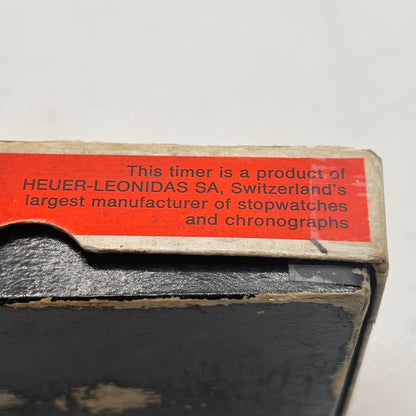 This timer is a product of
HEUER-LEONIDAS SA, Switzerland's
largest manufacturer of stopwatches
and chronographs